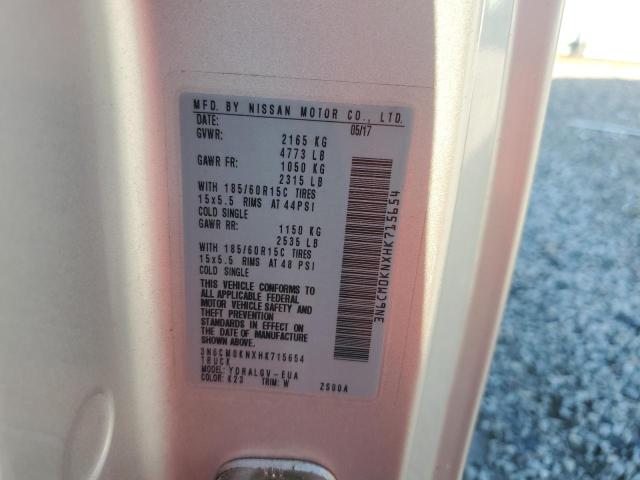 MFD. BY NISSAN MOTOR CO., LTD.
DATE: 05/17
GVWR: 2165 KG
4773 LB
GAWR FR: 1050 KG
2315 LB
WITH 185/60R15C TIRES
15x5.5 RIMS AT 44PSI
COLD SINGLE
GAWR RR: 1150 KG
2535 LB
WITH 185/60R15C TIRES
15x5.5 RIMS AT 48 PSI
COLD SINGLE
THIS VEHICLE CONFORMS TO
ALL APPLICABLE FEDERAL
MOTOR VEHICLE SAFETY AND
THEFT PREVENTION
STANDARDS IN EFFECT ON
THE DATE OF MANUFACTURE
SHOWN ABOVE.
3N6CM0KNXHK715654
TRUCK
MODEL: YDRALGV-EUA
COLOR: K23 TRIM: W ZS00A
3N6CM0KNXHK715654